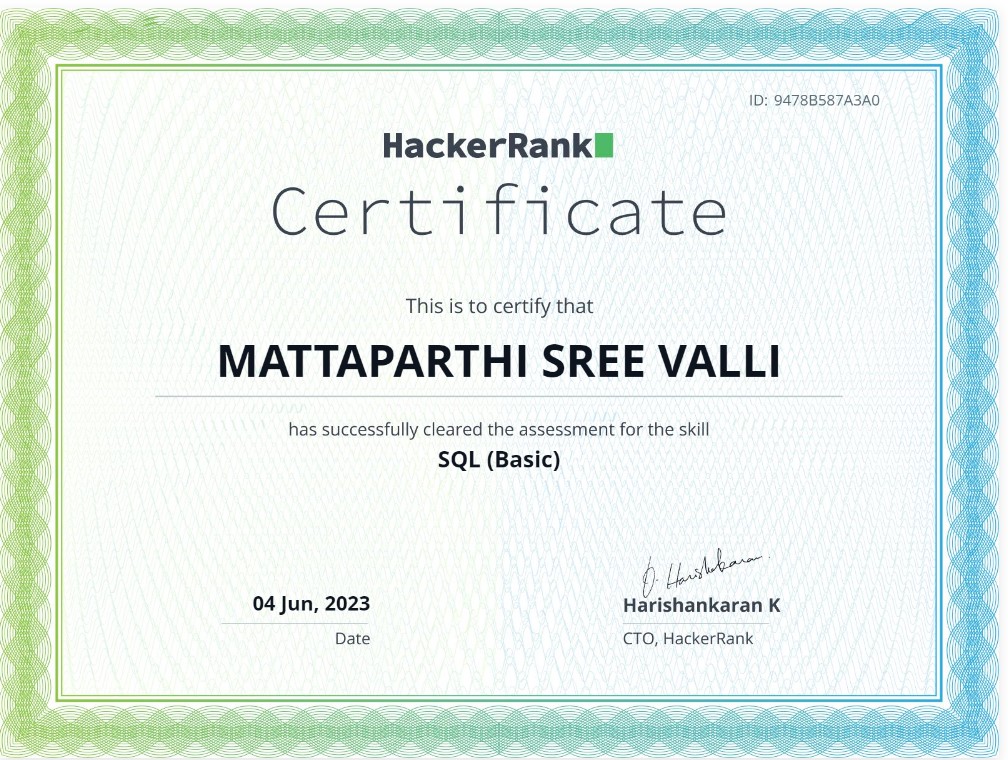 ID: 9478B587A3A0
HackerRank
Certificate
This is to certify that
MATTAPARTHI SREE VALLI
has successfully cleared the assessment for the skill
SQL (Basic)
04 Jun, 2023
Date
Harishankaran K
CTO, HackerRank